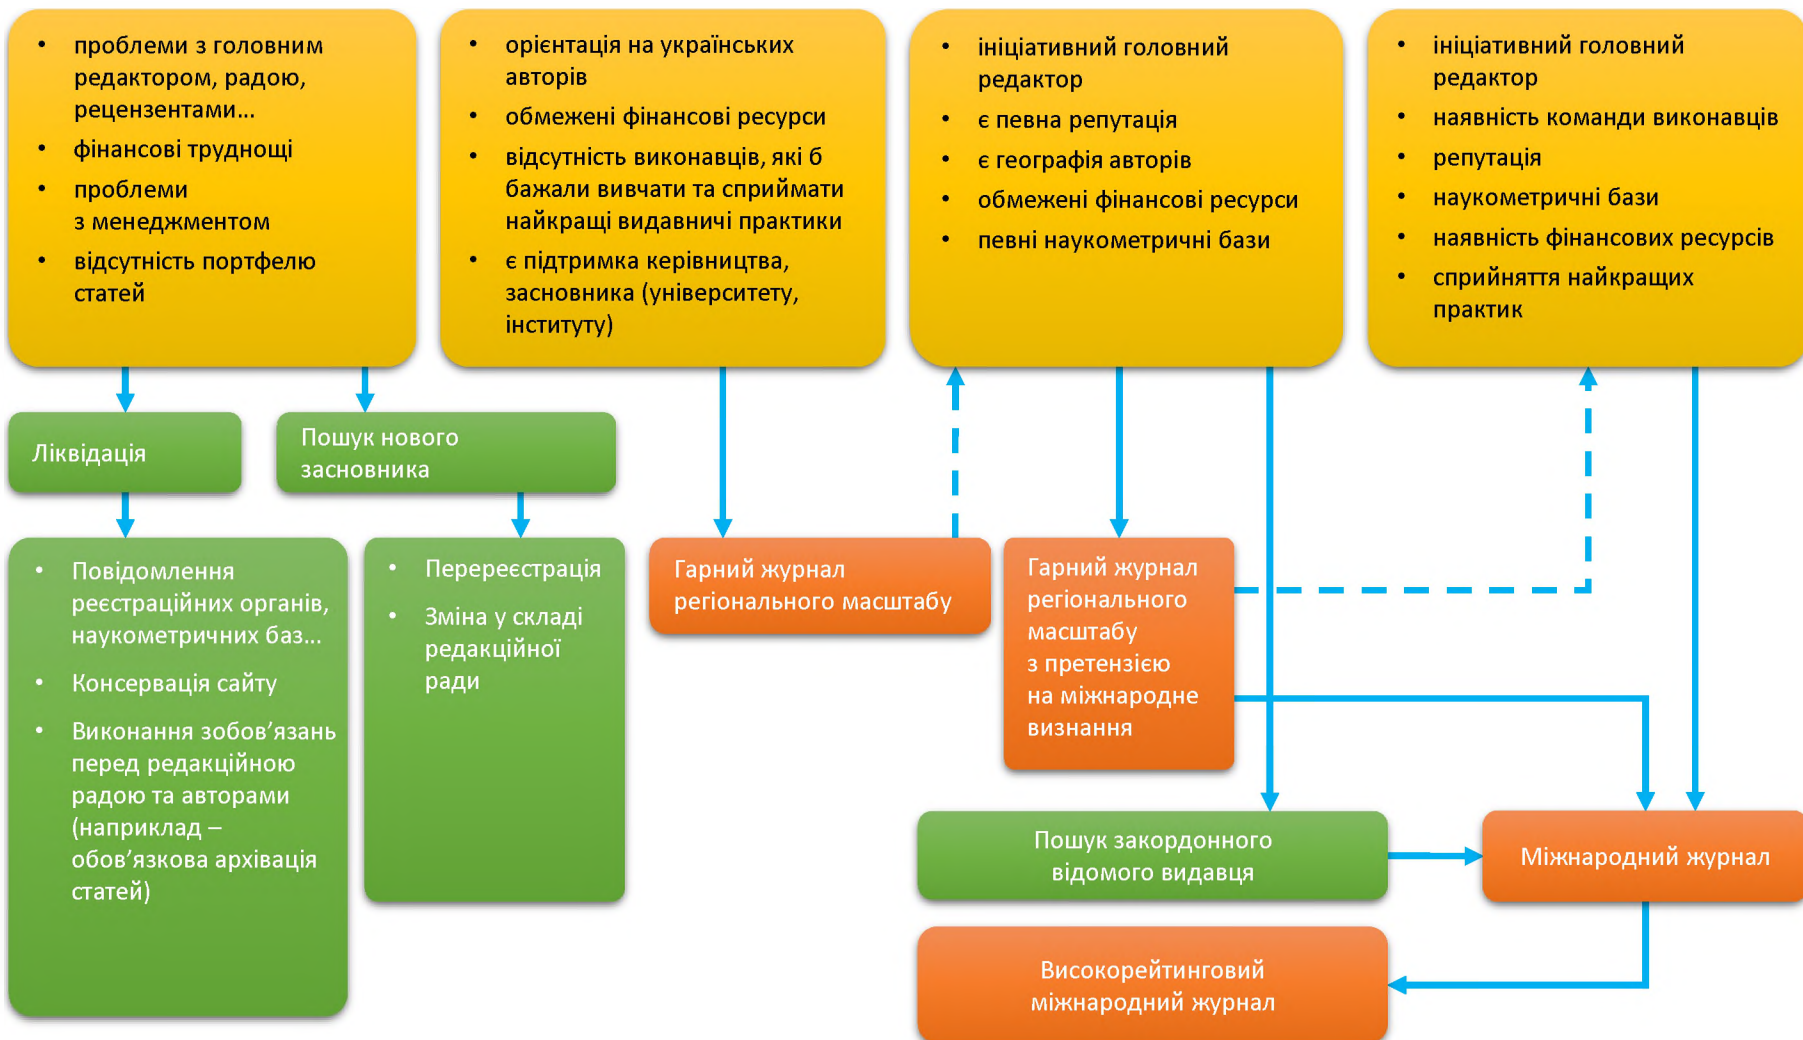 • проблеми з головним
редактором, радою,
рецензентами...
• фінансові труднощі
• проблеми
з менеджментом
• відсутність портфелю
статей
• орієнтація на українських
авторів
• обмежені фінансові ресурси
• відсутність виконавців, які б
бажали вивчати та сприймати
найкращі видавничі практики
• є підтримка керівництва,
засновника (університету,
інституту)
• ініціативний головний
редактор
• є певна репутація
• є географія авторів
• обмежені фінансові ресурси
• певні наукометричні бази
• ініціативний головний
редактор
• наявність команди виконавців
• репутація
• наукометричні бази
• наявність фінансових ресурсів
• сприйняття найкращих
практик
Ліквідація
Пошук нового
засновника
• Повідомлення
реєстраційних органів,
наукометричних баз...
• Консервація сайту
• Виконання зобов’язань
перед редакційною
радою та авторами
(наприклад –
обов’язкова архівація
статей)
• Перереєстрація
• Зміна у складі
редакційної
ради
Гарний журнал
регіонального масштабу
Гарний журнал
регіонального
масштабу
з претензією
на міжнародне
визнання
Пошук закордонного
відомого видавця
Міжнародний журнал
Високорейтинговий
міжнародний журнал